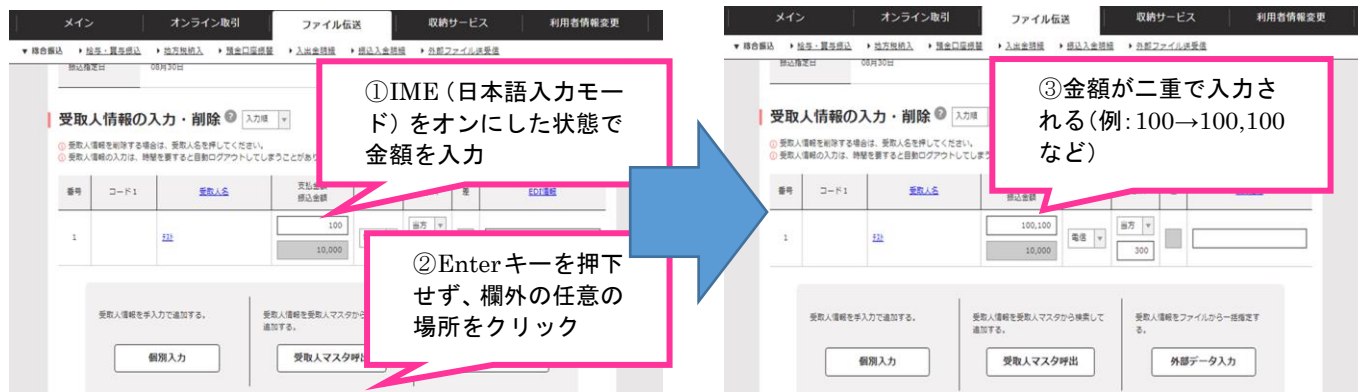 メイン オンライン取引 ファイル伝送 収納サービス 利用者情報変更
▼ 総合振込 ▸ 給与・賞与振込 ▸ 地方税納入 ▸ 預金口座振替 ▸ 入出金明細 ▸ 振込入金明細 ▸ 外部ファイル送受信
振込指定日 08月30日
受取人情報の入力・削除 ? 入力順
受取人情報を削除する場合は、受取人名を押してください。
受取人情報の入力は、時間を要すると自動ログアウトしてしまうことがあり
番号 コード1 受取人名 支払金額 差 EDI情報
振込金額
1 ﾃｽﾄ 100 当方
10,000
受取人情報を手入力で追加する。
受取人情報を受取人マスタから
追加する。
個別入力 受取人マスタ呼出
①IME（日本語入力モー
ド）をオンにした状態で
金額を入力
②Enterキーを押下
せず、欄外の任意の
場所をクリック
メイン オンライン取引 ファイル伝送 収納サービス 利用者情報変更
▼ 総合振込 ▸ 給与・賞与振込 ▸ 地方税納入 ▸ 預金口座振替 ▸ 入出金明細 ▸ 振込入金明細 ▸ 外部ファイル送受信
振込指定日 08月30日
受取人情報の入力・削除 ? 入力順
受取人情報を削除する場合は、受取人名を押してください。
受取人情報の入力は、時間を要すると自動ログアウトしてしまう
番号 コード1 受取人名
振込金額
1 ﾃｽﾄ 100,100 電信 当方
10,000 300
受取人情報を手入力で追加する。
受取人情報を受取人マスタから検索して
追加する。
受取人情報をファイルから一括指定す
る。
個別入力 受取人マスタ呼出 外部データ入力
③金額が二重で入力さ
れる（例：100→100,100
など）